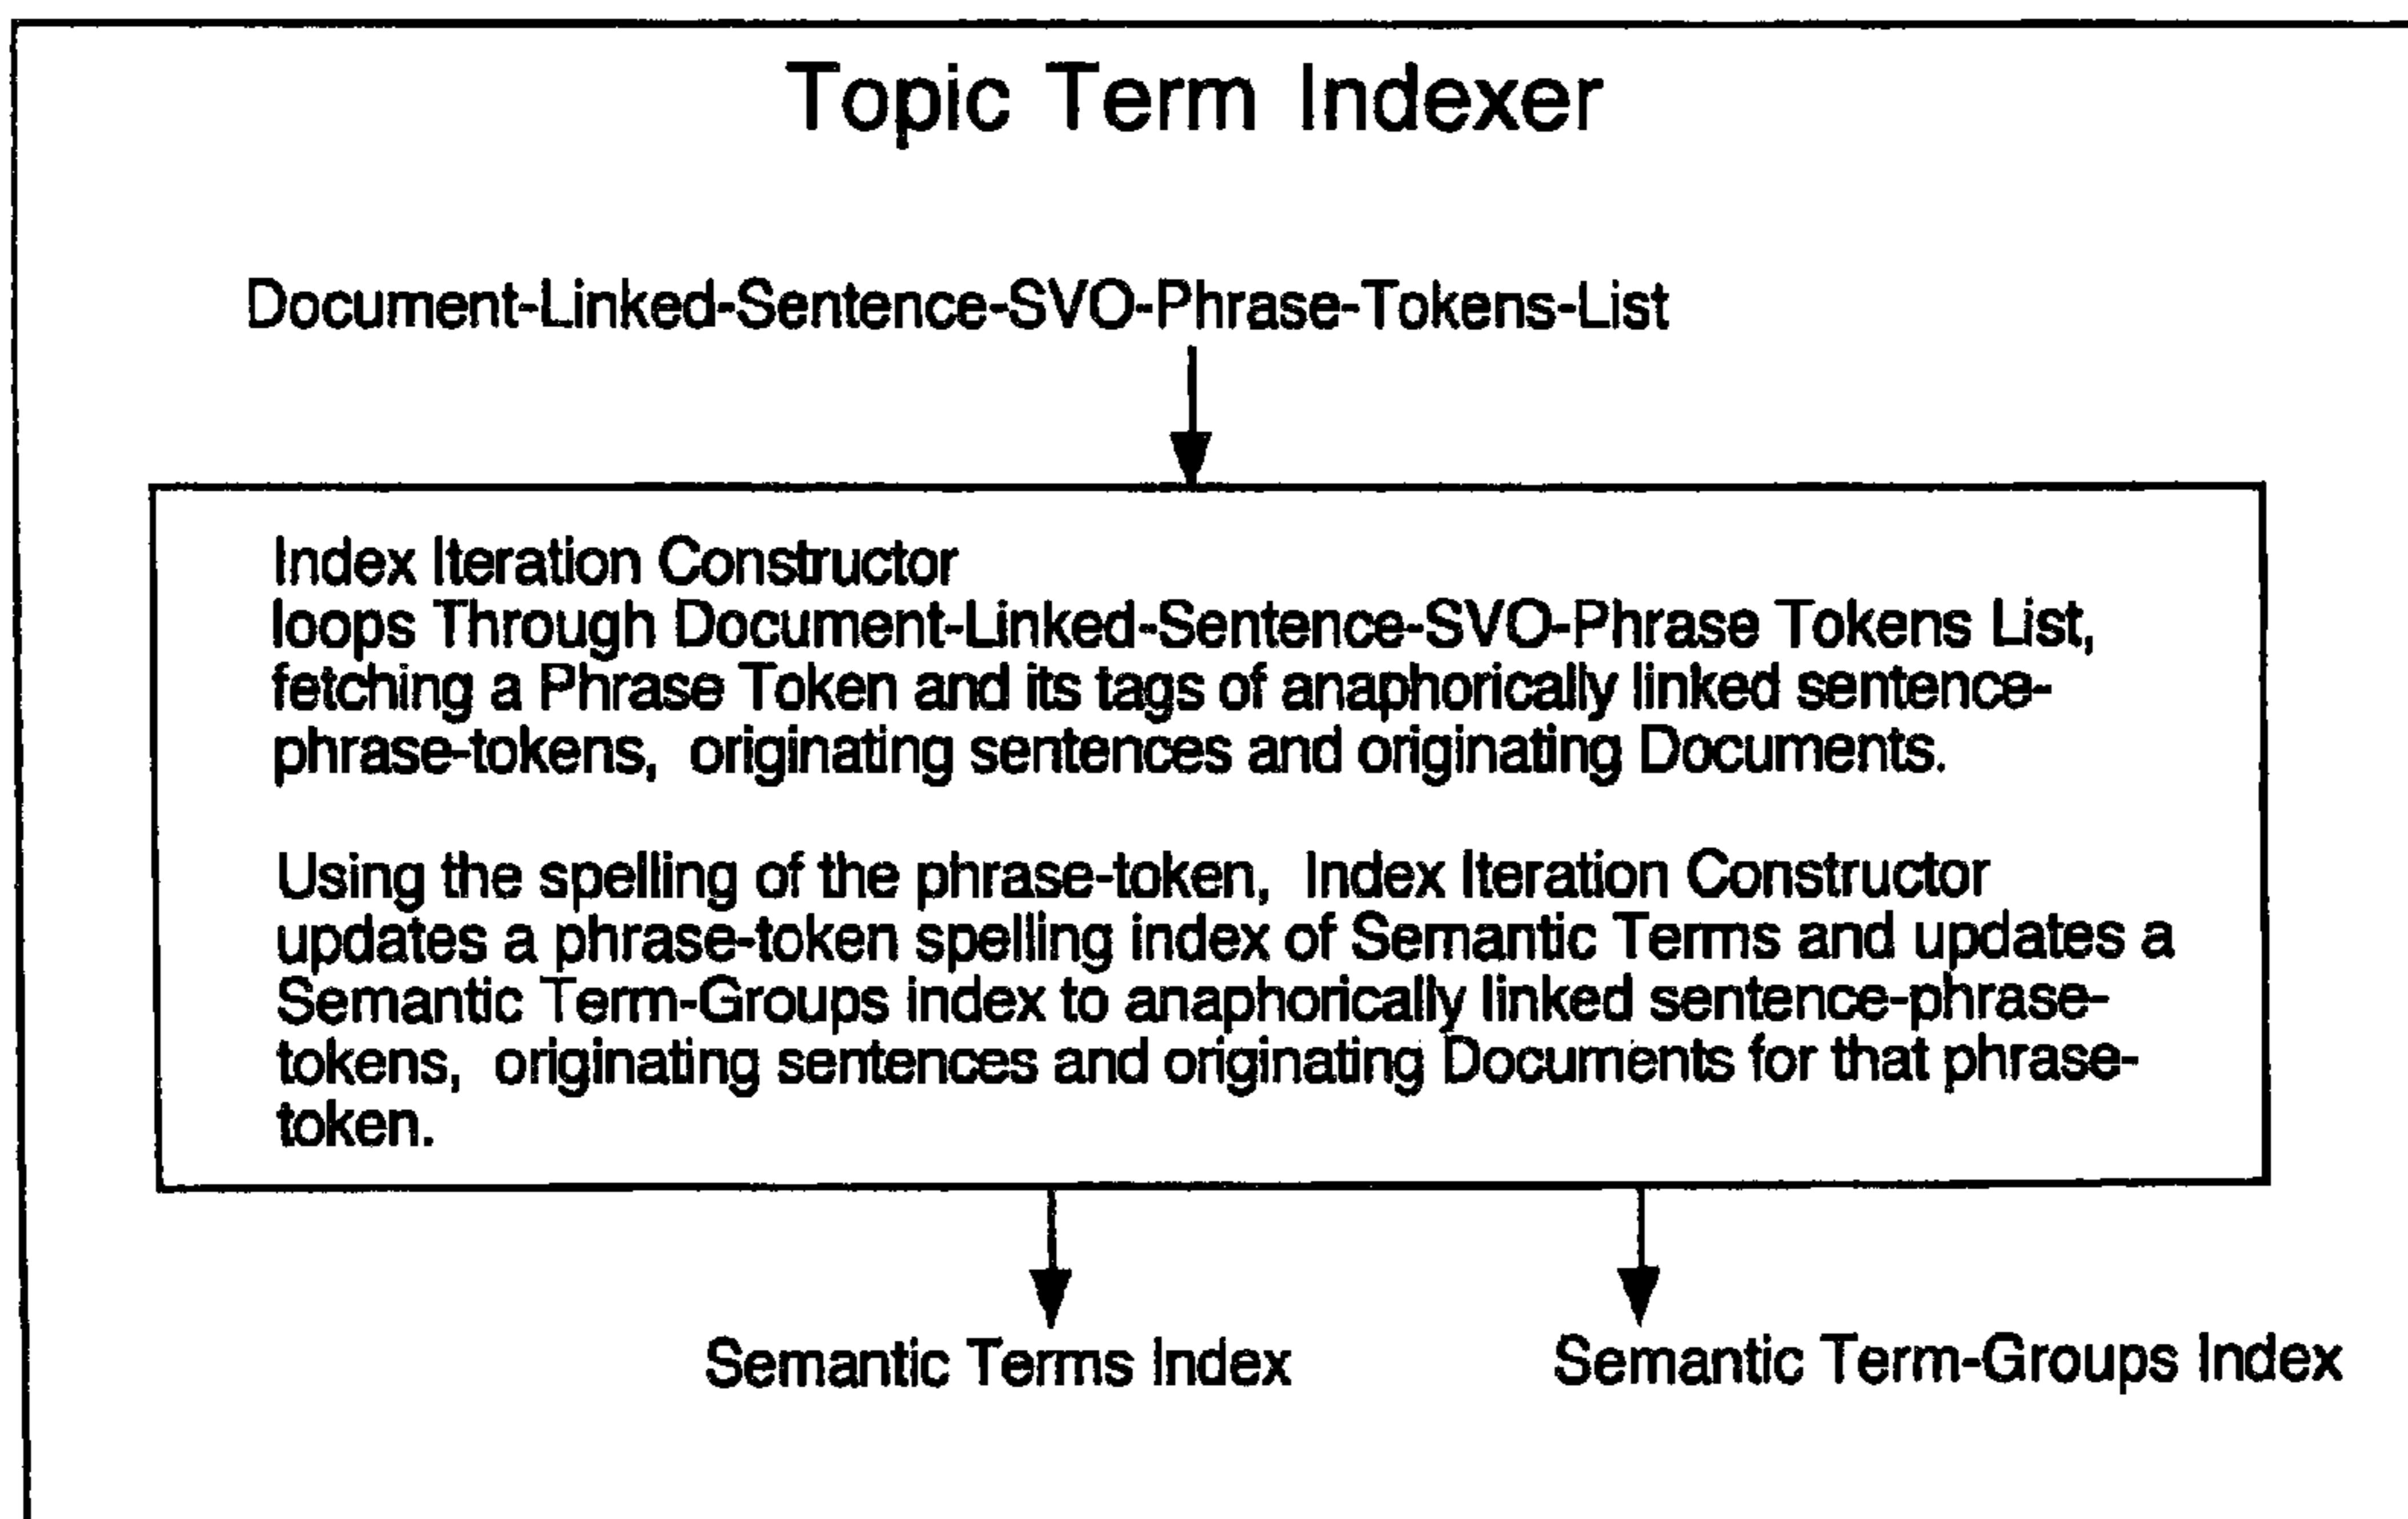 Topic Term Indexer
Document-Linked-Sentence-SVO-Phrase-Tokens-List
Index Iteration Constructor
loops Through Document-Linked-Sentence-SVO-Phrase Tokens List,
fetching a Phrase Token and its tags of anaphorically linked sentence-
phrase-tokens, originating sentences and originating Documents.
Using the spelling of the phrase-token, Index Iteration Constructor
updates a phrase-token spelling index of Semantic Terms and updates a
Semantic Term-Groups index to anaphorically linked sentence-phrase-
tokens, originating sentences and originating Documents for that phrase-
token.
Semantic Terms Index
Semantic Term-Groups Index